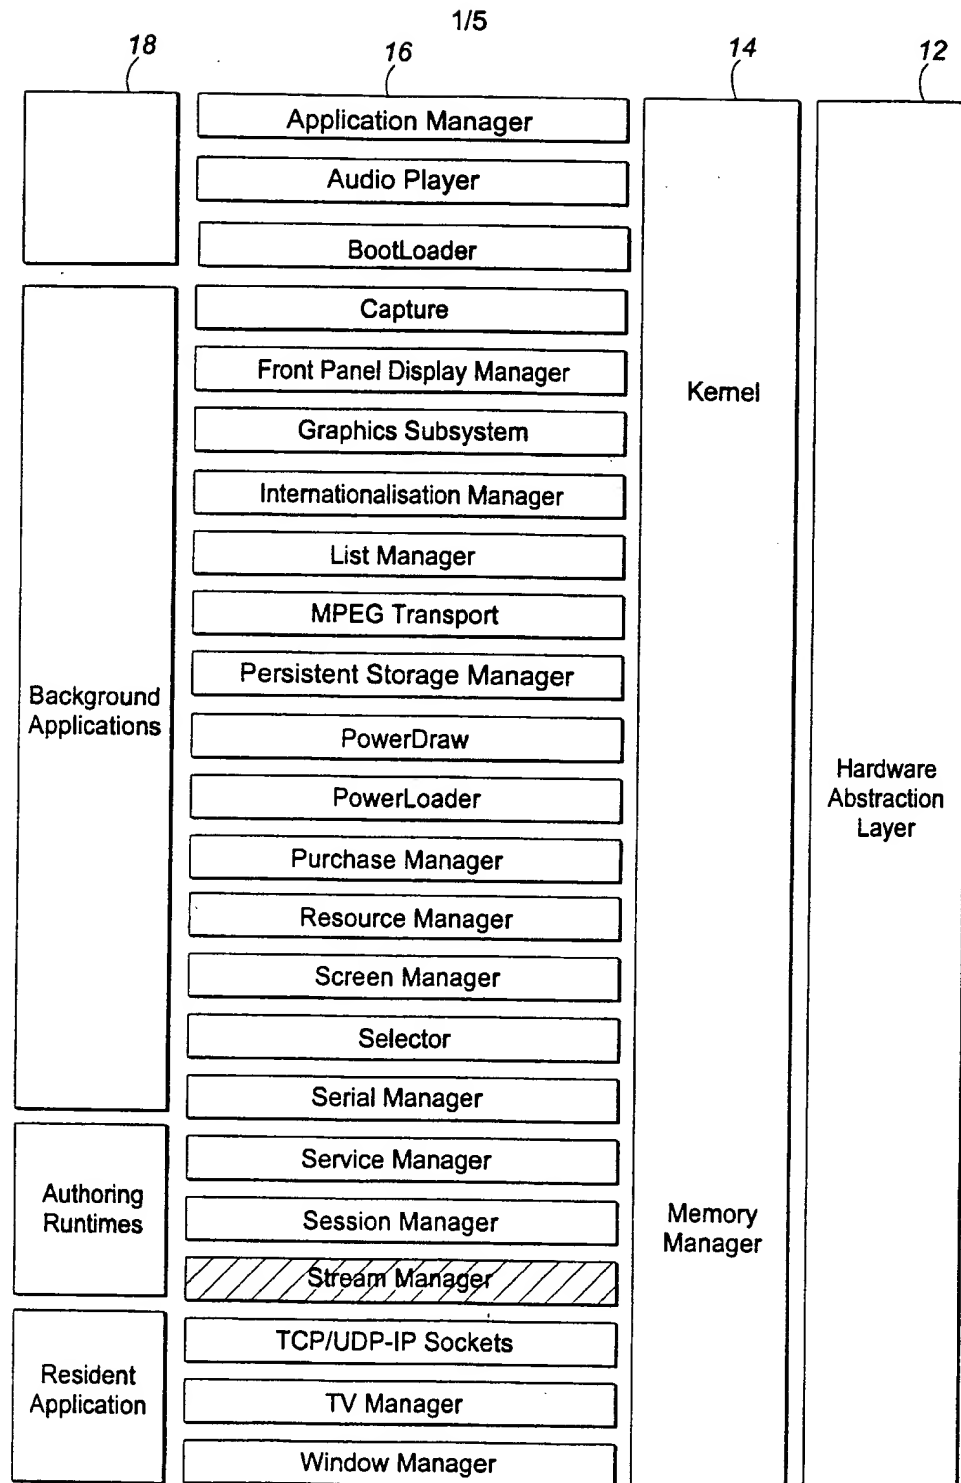 1/5
18
16
14
12
Application Manager
Audio Player
BootLoader
Capture
Front Panel Display Manager
Graphics Subsystem
Internationalisation Manager
List Manager
MPEG Transport
Persistent Storage Manager
PowerDraw
PowerLoader
Purchase Manager
Resource Manager
Screen Manager
Selector
Serial Manager
Service Manager
Session Manager
Stream Manager
TCP/UDP-IP Sockets
TV Manager
Window Manager
Background
Applications
Authoring
Runtimes
Resident
Application
Kernel
Memory
Manager
Hardware
Abstraction
Layer